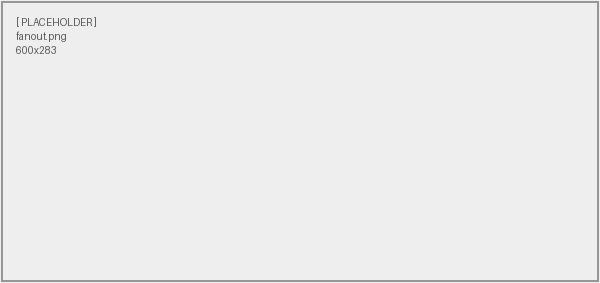 [PLACEHOLDER]
fanout.png
600x283